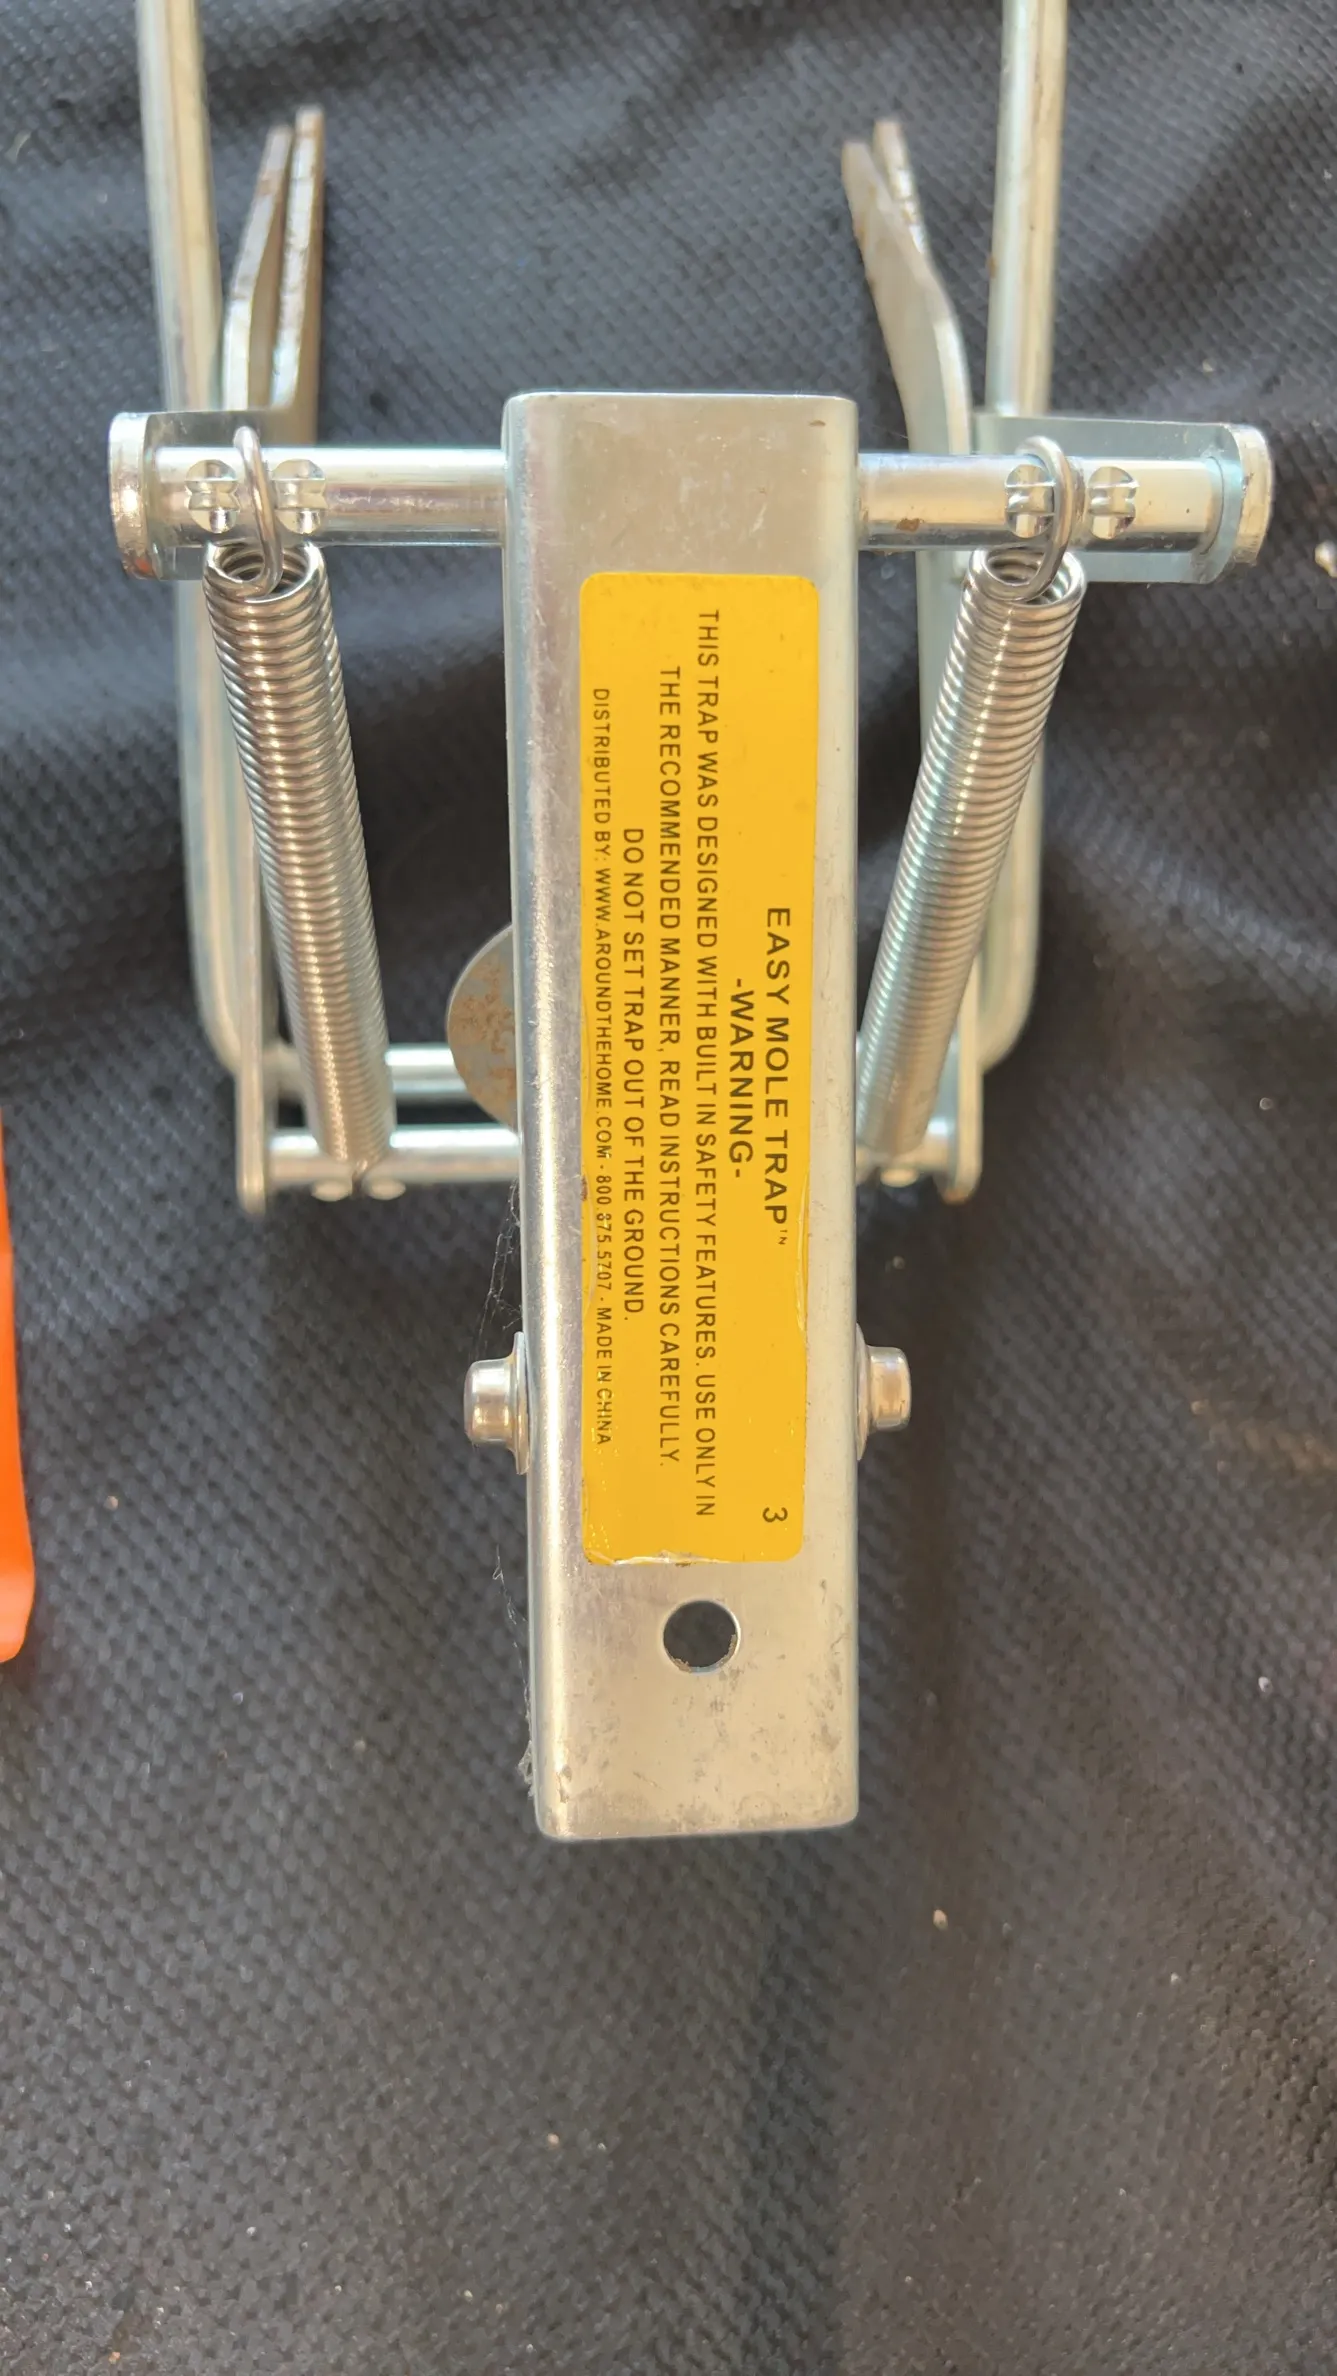 EASY MOLE TRAP™
-WARNING-
THIS TRAP WAS DESIGNED WITH BUILT IN SAFETY FEATURES. USE ONLY IN
THE RECOMMENDED MANNER, READ INSTRUCTIONS CAREFULLY.
DO NOT SET TRAP OUT OF THE GROUND.
DISTRIBUTED BY: WWW.AROUNDTHEHOME.COM - 800.875.5707 - MADE IN CHINA
3